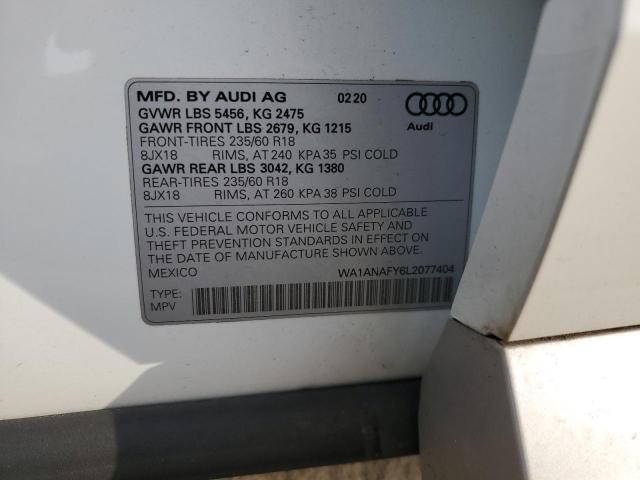 MFD. BY AUDI AG 02 20
GVWR LBS 5456, KG 2475
GAWR FRONT LBS 2679, KG 1215
FRONT-TIRES 235/60 R18
8JX18 RIMS, AT 240 KPA 35 PSI COLD
GAWR REAR LBS 3042, KG 1380
REAR-TIRES 235/60 R18
8JX18 RIMS, AT 260 KPA 38 PSI COLD
Audi
THIS VEHICLE CONFORMS TO ALL APPLICABLE
U.S. FEDERAL MOTOR VEHICLE SAFETY AND
THEFT PREVENTION STANDARDS IN EFFECT ON
THE DATE OF MANUFACTURE SHOWN ABOVE.
MEXICO WA1ANAFY6L2077404
TYPE:
MPV